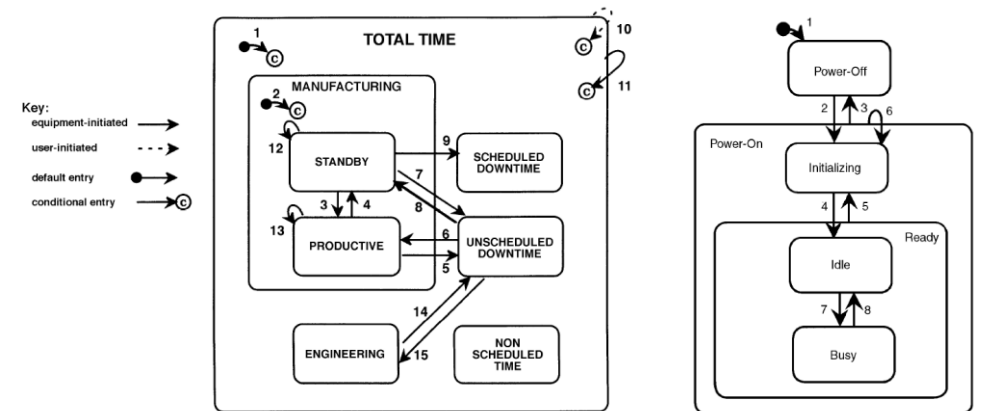 Key:
equipment-initiated
user-initiated
default entry
conditional entry
c
TOTAL TIME
1
c
c
10
c
11
MANUFACTURING
2
c
12
STANDBY
9
SCHEDULED
DOWNTIME
7
8
3
4
13
PRODUCTIVE
6
5
UNSCHEDULED
DOWNTIME
14
15
ENGINEERING
NON
SCHEDULED
TIME
1
Power-Off
2
3
6
Power-On
Initializing
4
5
Ready
Idle
7
8
Busy